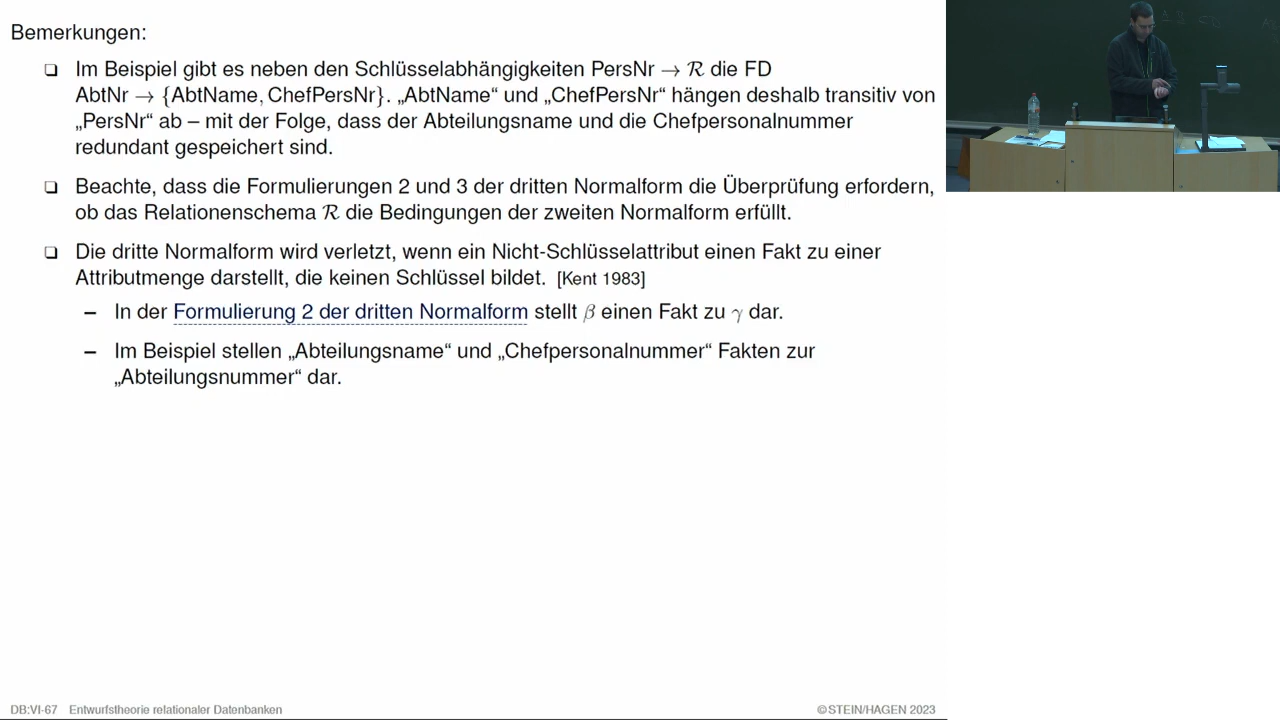 Bemerkungen:
❑ Im Beispiel gibt es neben den Schlüsselabhängigkeiten PersNr → R die FD
AbtNr → {AbtName, ChefPersNr}. „AbtName“ und „ChefPersNr“ hängen deshalb transitiv von
„PersNr“ ab – mit der Folge, dass der Abteilungsname und die Chefpersonalnummer
redundant gespeichert sind.
❑ Beachte, dass die Formulierungen 2 und 3 der dritten Normalform die Überprüfung erfordern,
ob das Relationenschema R die Bedingungen der zweiten Normalform erfüllt.
❑ Die dritte Normalform wird verletzt, wenn ein Nicht-Schlüsselattribut einen Fakt zu einer
Attributmenge darstellt, die keinen Schlüssel bildet. [Kent 1983]
– In der Formulierung 2 der dritten Normalform stellt β einen Fakt zu γ dar.
– Im Beispiel stellen „Abteilungsname“ und „Chefpersonalnummer“ Fakten zur
„Abteilungsnummer“ dar.
DB:VI-67 Entwurfstheorie relationaler Datenbanken ©STEIN/HAGEN 2023